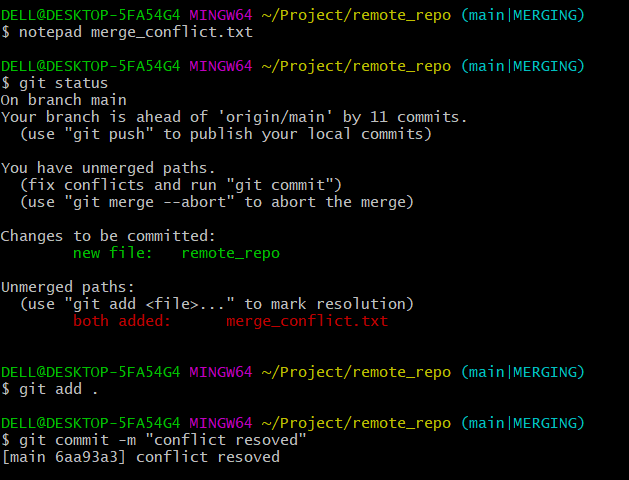 DELL@DESKTOP-5FA54G4 MINGW64 ~/Project/remote_repo (main|MERGING)
$ notepad merge_conflict.txt
DELL@DESKTOP-5FA54G4 MINGW64 ~/Project/remote_repo (main|MERGING)
$ git status
On branch main
Your branch is ahead of 'origin/main' by 11 commits.
  (use "git push" to publish your local commits)
You have unmerged paths.
  (fix conflicts and run "git commit")
  (use "git merge --abort" to abort the merge)
Changes to be committed:
        new file:   remote_repo
Unmerged paths:
  (use "git add <file>..." to mark resolution)
        both added:      merge_conflict.txt
DELL@DESKTOP-5FA54G4 MINGW64 ~/Project/remote_repo (main|MERGING)
$ git add .
DELL@DESKTOP-5FA54G4 MINGW64 ~/Project/remote_repo (main|MERGING)
$ git commit -m "conflict resoved"
[main 6aa93a3] conflict resoved